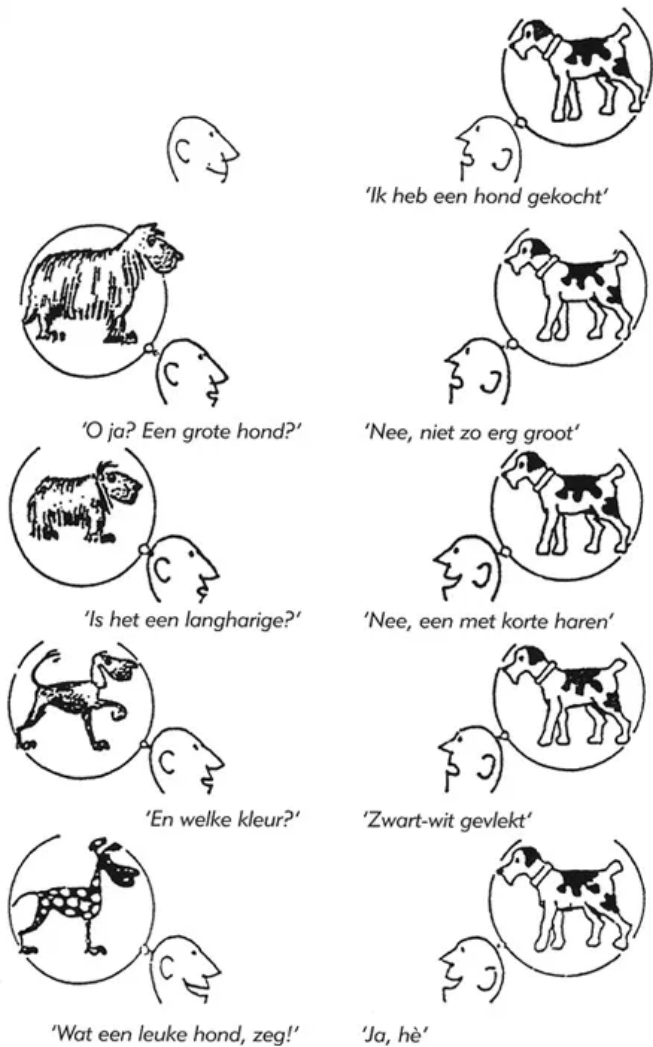 'Ik heb een hond gekocht'
'O ja? Een grote hond?'
'Nee, niet zo erg groot'
'Is het een langharige?'
'Nee, een met korte haren'
'En welke kleur?'
'Zwart-wit gevlekt'
'Wat een leuke hond, zeg!'
'Ja, hè'